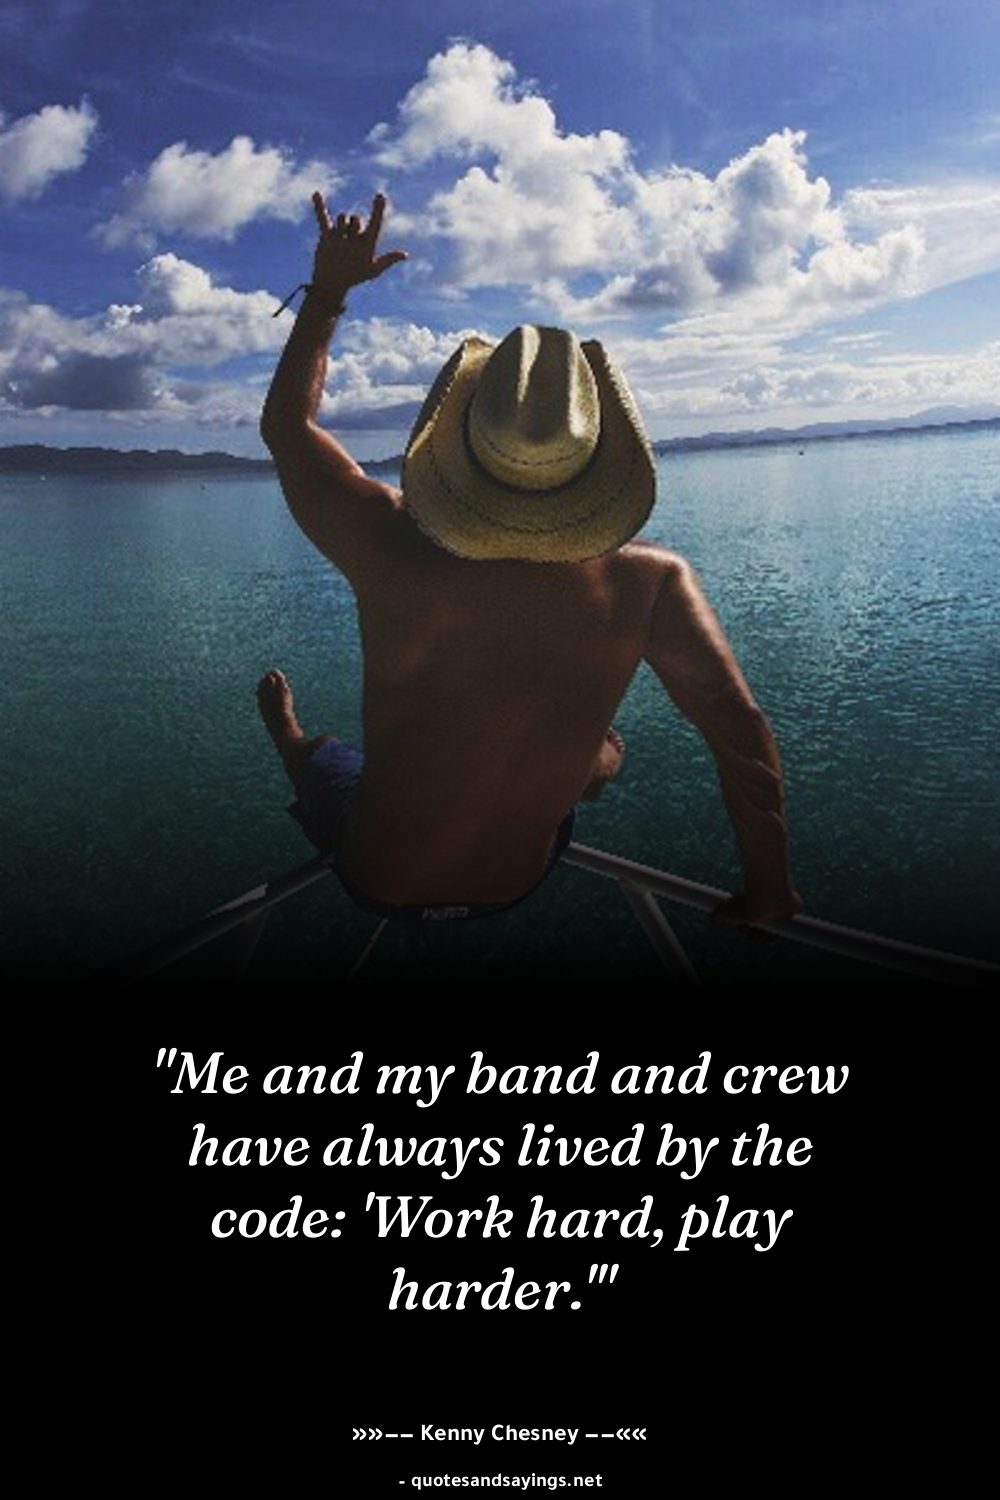 "Me and my band and crew
have always lived by the
code: 'Work hard, play
harder.'"
»»–– Kenny Chesney ––««
- quotesandsayings.net